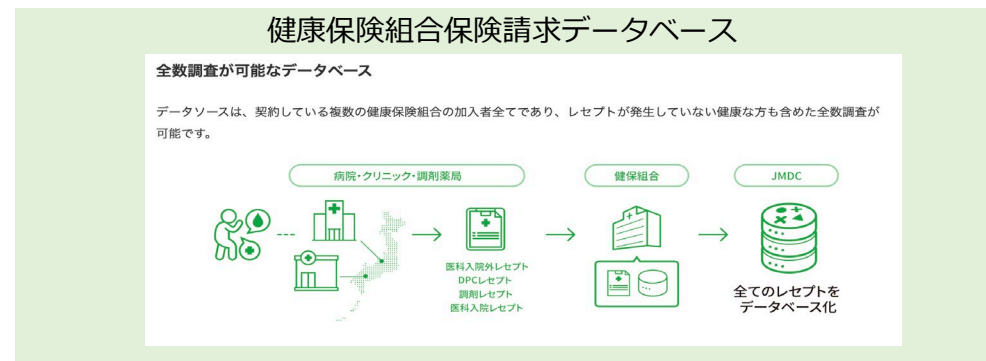 健康保険組合保険請求データベース
全数調査が可能なデータベース
データソースは、契約している複数の健康保険組合の加入者全てであり、レセプトが発生していない健康な方も含めた全数調査が
可能です。
病院・クリニック・調剤薬局
健保組合
JMDC
医科入院外レセプト
DPCレセプト
調剤レセプト
医科入院レセプト
全てのレセプトを
データベース化